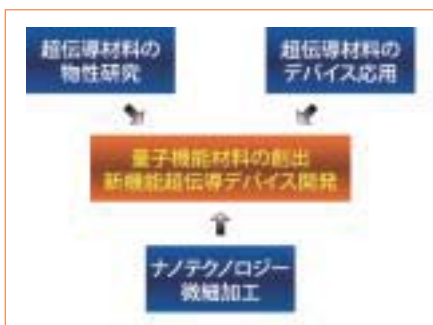 超伝導材料の
物性研究
超伝導材料の
デバイス応用
量子機能材料の創出
新機能超伝導デバイス開発
ナノテクノロジー
微細加工